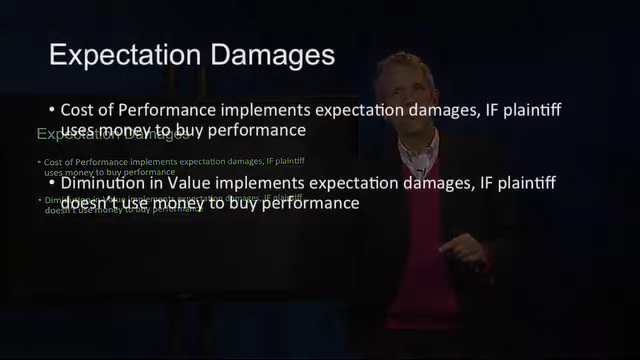 Expectation Damages
• Cost of Performance implements expectation damages, IF plaintiff
uses money to buy performance
• Diminution in Value implements expectation damages, IF plaintiff
doesn't use money to buy performance
Expectation Damages
• Cost of Performance implements expectation damages, IF plaintiff
uses money to buy performance
• Diminution in Value implements expectation damages, IF plaintiff
doesn't use money to buy performance